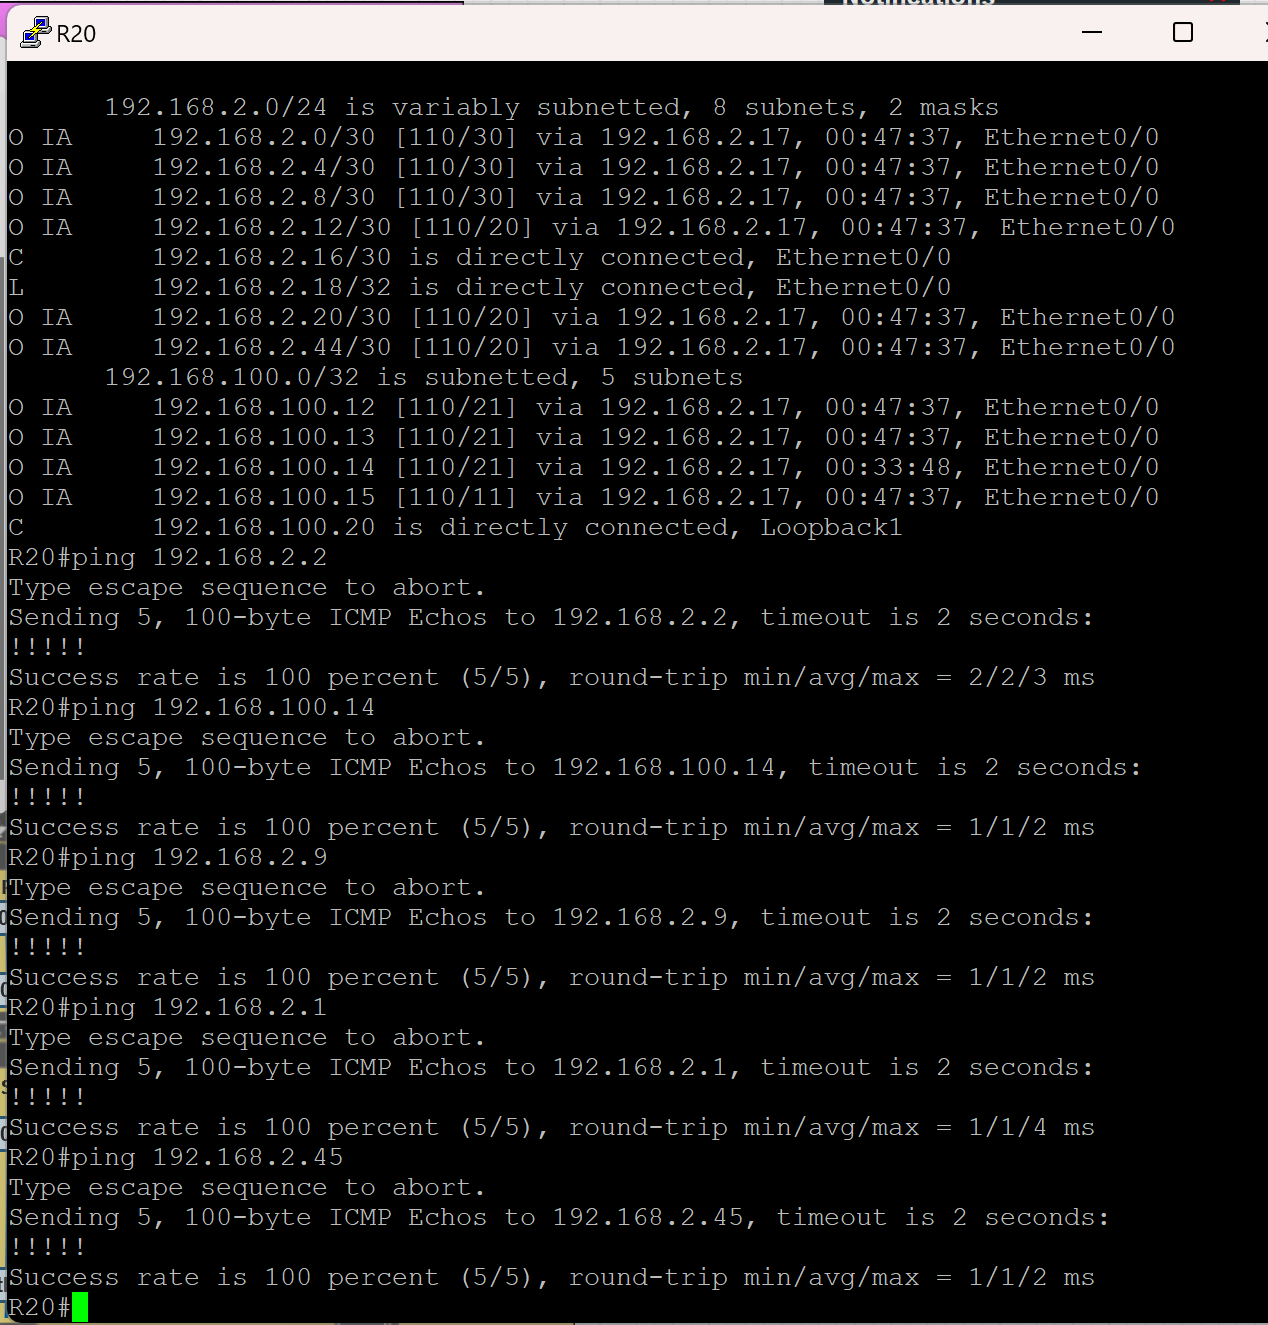 Notifications
R20
192.168.2.0/24 is variably subnetted, 8 subnets, 2 masks
O IA     192.168.2.0/30 [110/30] via 192.168.2.17, 00:47:37, Ethernet0/0
O IA     192.168.2.4/30 [110/30] via 192.168.2.17, 00:47:37, Ethernet0/0
O IA     192.168.2.8/30 [110/30] via 192.168.2.17, 00:47:37, Ethernet0/0
O IA     192.168.2.12/30 [110/20] via 192.168.2.17, 00:47:37, Ethernet0/0
C        192.168.2.16/30 is directly connected, Ethernet0/0
L        192.168.2.18/32 is directly connected, Ethernet0/0
O IA     192.168.2.20/30 [110/20] via 192.168.2.17, 00:47:37, Ethernet0/0
O IA     192.168.2.44/30 [110/20] via 192.168.2.17, 00:47:37, Ethernet0/0
192.168.100.0/32 is subnetted, 5 subnets
O IA     192.168.100.12 [110/21] via 192.168.2.17, 00:47:37, Ethernet0/0
O IA     192.168.100.13 [110/21] via 192.168.2.17, 00:47:37, Ethernet0/0
O IA     192.168.100.14 [110/21] via 192.168.2.17, 00:33:48, Ethernet0/0
O IA     192.168.100.15 [110/11] via 192.168.2.17, 00:47:37, Ethernet0/0
C        192.168.100.20 is directly connected, Loopback1
R20#ping 192.168.2.2
Type escape sequence to abort.
Sending 5, 100-byte ICMP Echos to 192.168.2.2, timeout is 2 seconds:
!!!!!
Success rate is 100 percent (5/5), round-trip min/avg/max = 2/2/3 ms
R20#ping 192.168.100.14
Type escape sequence to abort.
Sending 5, 100-byte ICMP Echos to 192.168.100.14, timeout is 2 seconds:
!!!!!
Success rate is 100 percent (5/5), round-trip min/avg/max = 1/1/2 ms
R20#ping 192.168.2.9
Type escape sequence to abort.
Sending 5, 100-byte ICMP Echos to 192.168.2.9, timeout is 2 seconds:
!!!!!
Success rate is 100 percent (5/5), round-trip min/avg/max = 1/1/2 ms
R20#ping 192.168.2.1
Type escape sequence to abort.
Sending 5, 100-byte ICMP Echos to 192.168.2.1, timeout is 2 seconds:
!!!!!
Success rate is 100 percent (5/5), round-trip min/avg/max = 1/1/4 ms
R20#ping 192.168.2.45
Type escape sequence to abort.
Sending 5, 100-byte ICMP Echos to 192.168.2.45, timeout is 2 seconds:
!!!!!
Success rate is 100 percent (5/5), round-trip min/avg/max = 1/1/2 ms
R20#